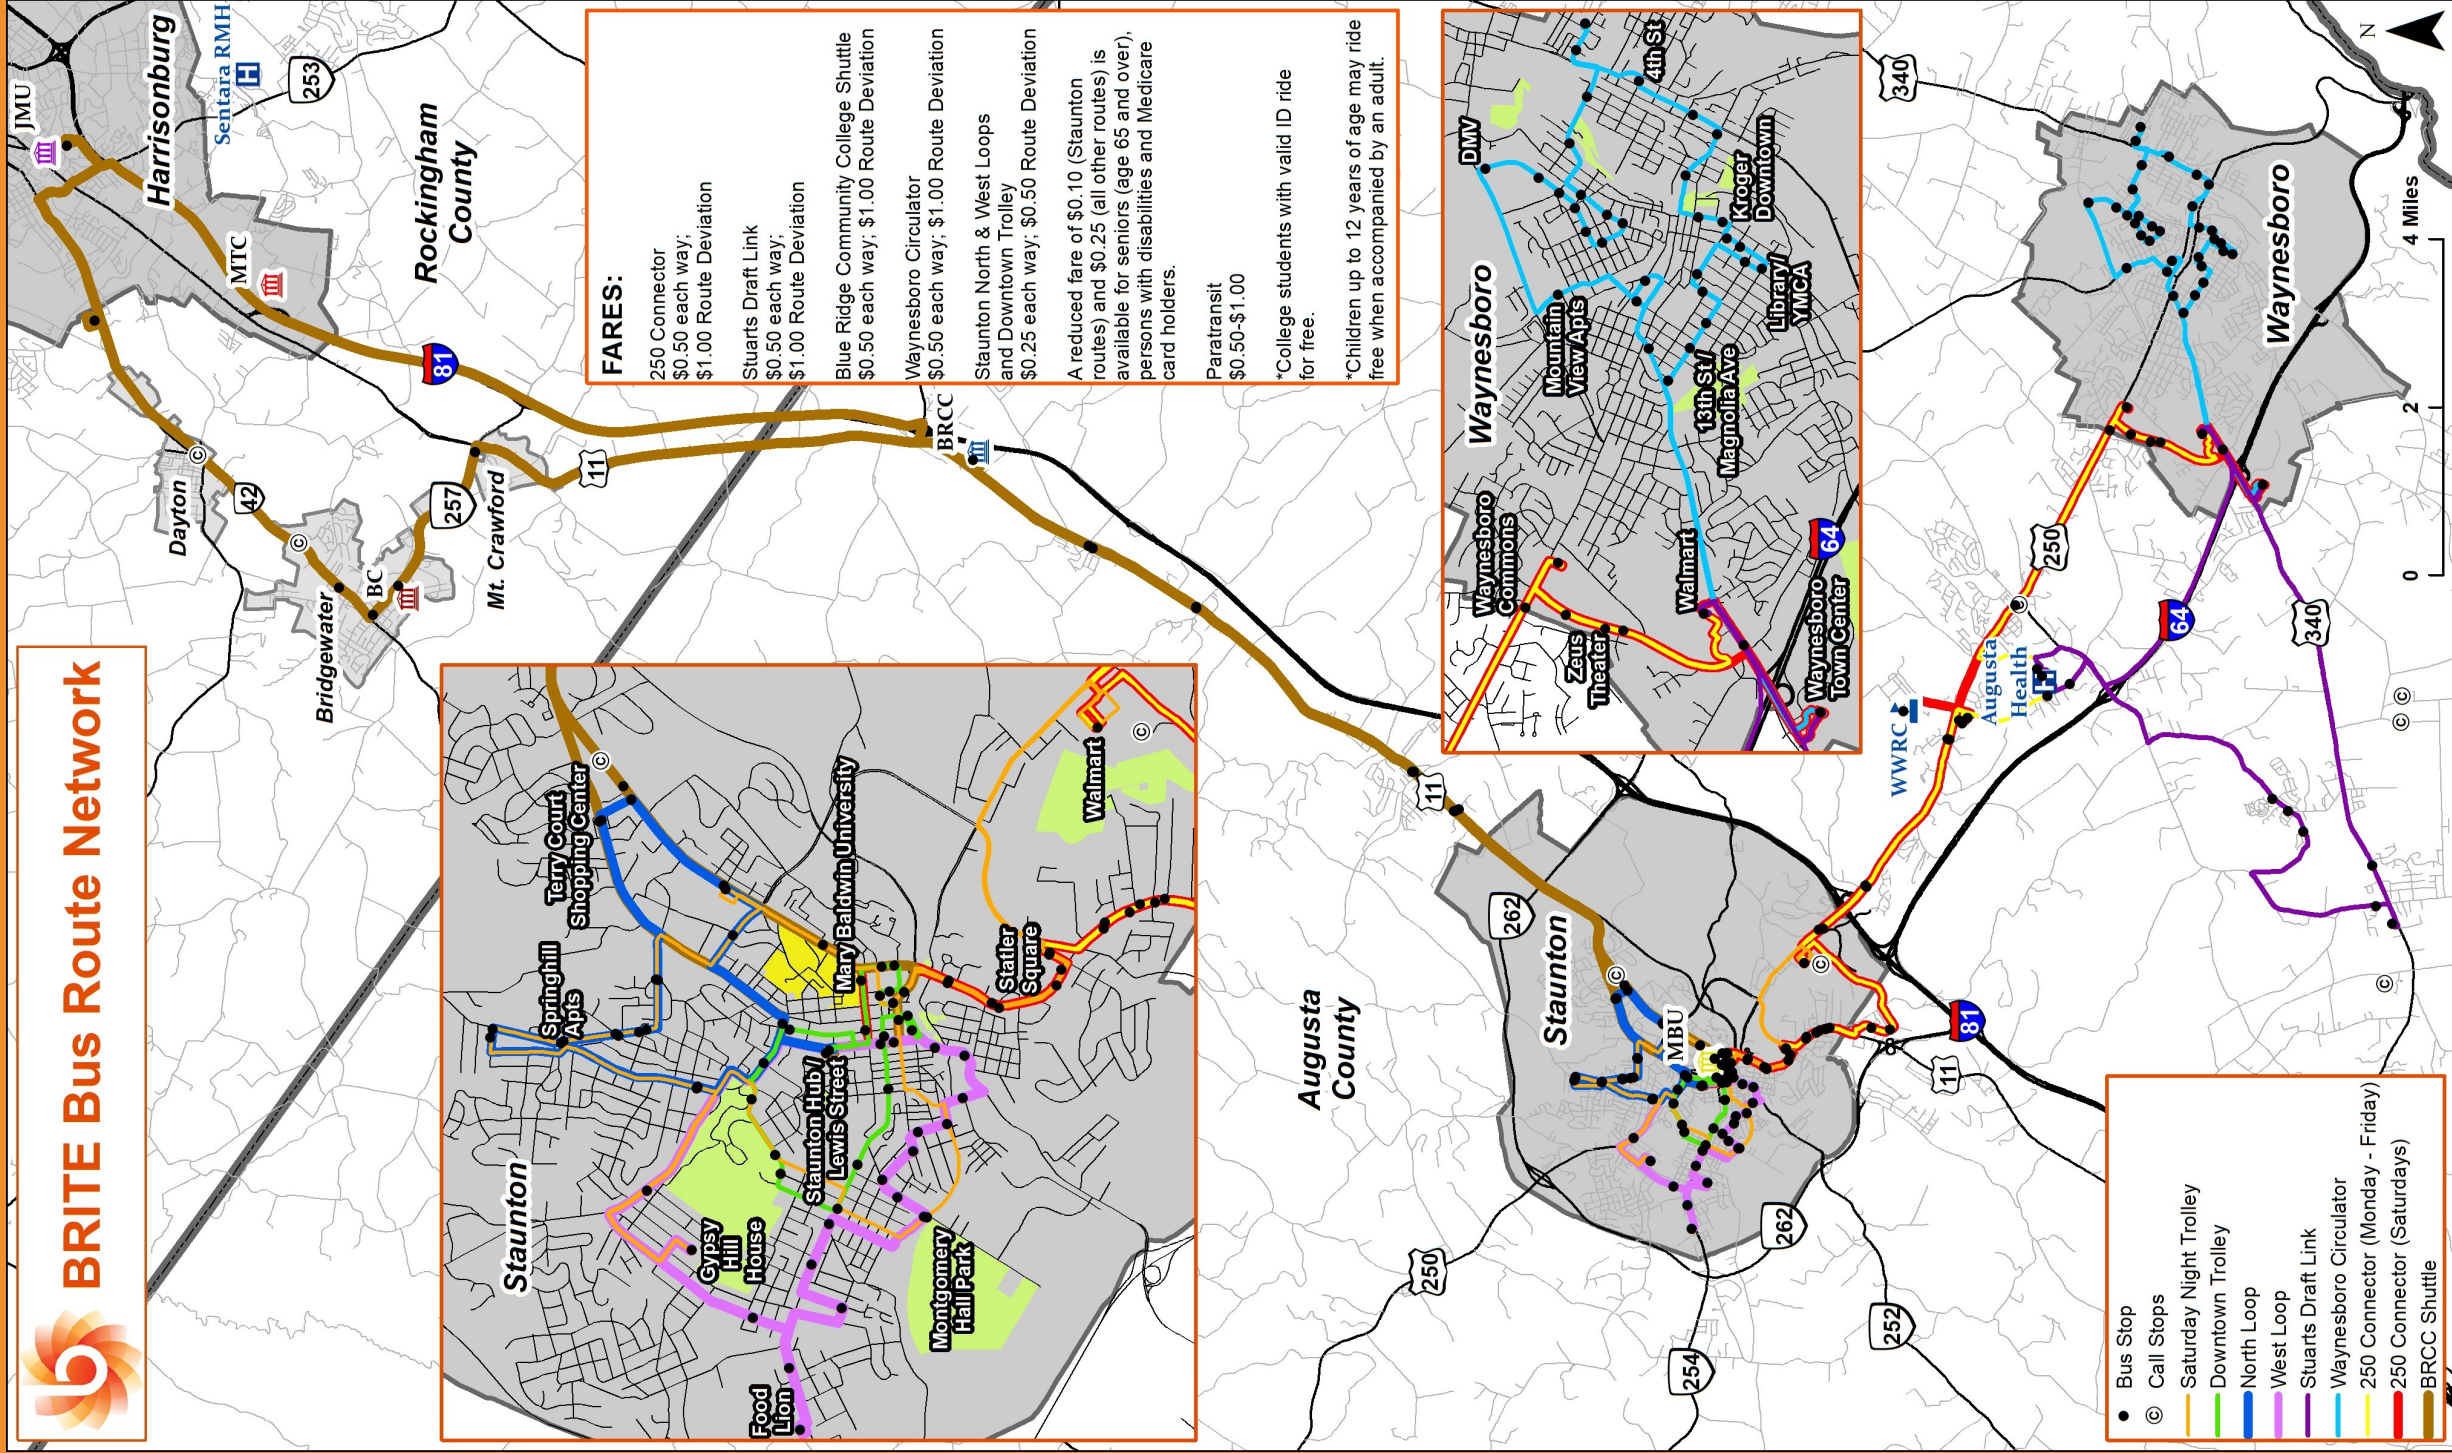 BRITE Bus Route Network
JMU
Harrisonburg
Sentara RMH
H
253
MTC
Rockingham
County
81
Dayton
42
BC
Bridgewater
257
Mt. Crawford
11
BRCC
FARES:
250 Connector
$0.50 each way;
$1.00 Route Deviation
Stuarts Draft Link
$0.50 each way;
$1.00 Route Deviation
Blue Ridge Community College Shuttle
$0.50 each way; $1.00 Route Deviation
Waynesboro Circulator
$0.50 each way; $1.00 Route Deviation
Staunton North & West Loops
and Downtown Trolley
$0.25 each way; $0.50 Route Deviation
A reduced fare of $0.10 (Staunton
routes) and $0.25 (all other routes) is
available for seniors (age 65 and over),
persons with disabilities and Medicare
card holders.
Paratransit
$0.50-$1.00
*College students with valid ID ride
for free.
*Children up to 12 years of age may ride
free when accompanied by an adult.
Staunton
Terry Court
Shopping Center
Springhill
Apts
Mary Baldwin University
Walmart
Statler
Square
Staunton Hub /
Lewis Street
Gypsy
Hill
House
Montgomery
Hall Park
Food
Lion
Waynesboro
DMV
4th St
Kroger
Downtown
Mountain
View Apts
Library/
YMCA
13th St /
Magnolia Ave
Waynesboro
Commons
Zeus
Theater
Walmart
64
Waynesboro
Town Center
11
262
Staunton
MBU
Augusta
County
250
254
252
262
11
81
WWRC
Augusta
Health
H
250
64
340
340
Waynesboro
N
0 2 4 Miles
Bus Stop
© Call Stops
Saturday Night Trolley
Downtown Trolley
North Loop
West Loop
Stuarts Draft Link
Waynesboro Circulator
250 Connector (Monday - Friday)
250 Connector (Saturdays)
BRCC Shuttle